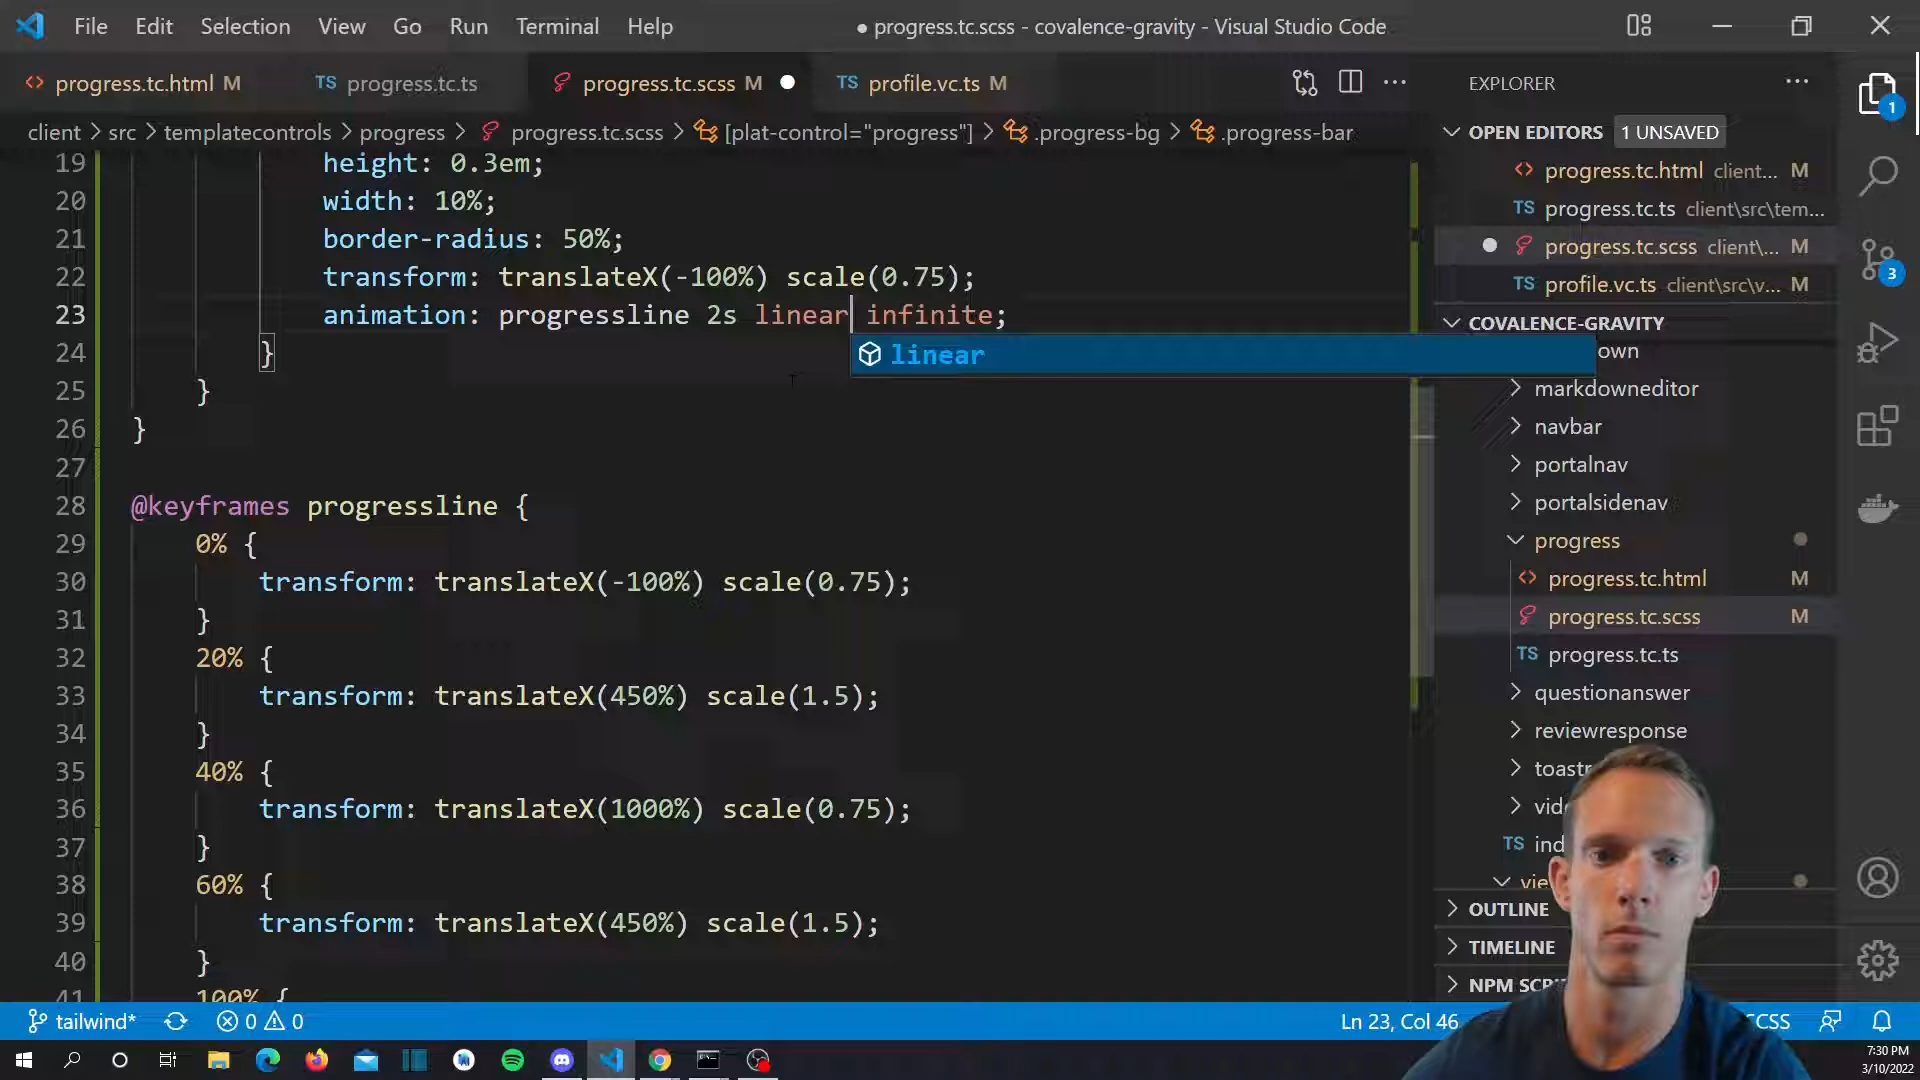 File Edit Selection View Go Run Terminal Help
● progress.tc.scss - covalence-gravity - Visual Studio Code
<> progress.tc.html M
TS progress.tc.ts
progress.tc.scss M ●
TS profile.vc.ts M
client > src > templatecontrols > progress > progress.tc.scss > [plat-control="progress"] > .progress-bg > .progress-bar
19 height: 0.3em;
20 width: 10%;
21 border-radius: 50%;
22 transform: translateX(-100%) scale(0.75);
23 animation: progressline 2s linear infinite;
linear
24 }
25 }
26 }
27
28 @keyframes progressline {
29 0% {
30 transform: translateX(-100%) scale(0.75);
31 }
32 20% {
33 transform: translateX(450%) scale(1.5);
34 }
35 40% {
36 transform: translateX(1000%) scale(0.75);
37 }
38 60% {
39 transform: translateX(450%) scale(1.5);
40 }
41 100% {
EXPLORER
OPEN EDITORS 1 UNSAVED
<> progress.tc.html client... M
TS progress.tc.ts client\src\tem...
● progress.tc.scss client\... M
TS profile.vc.ts client\src\v... M
COVALENCE-GRAVITY
own
> markdowneditor
> navbar
> portalnav
> portalsidenav
progress
<> progress.tc.html M
progress.tc.scss M
TS progress.tc.ts
> questionanswer
> reviewresponse
> toastr
> vid
TS ind
vie
> OUTLINE
> TIMELINE
> NPM SCRI
1
3
tailwind*
0 0
Ln 23, Col 46
SCSS
7:30 PM
3/10/2022